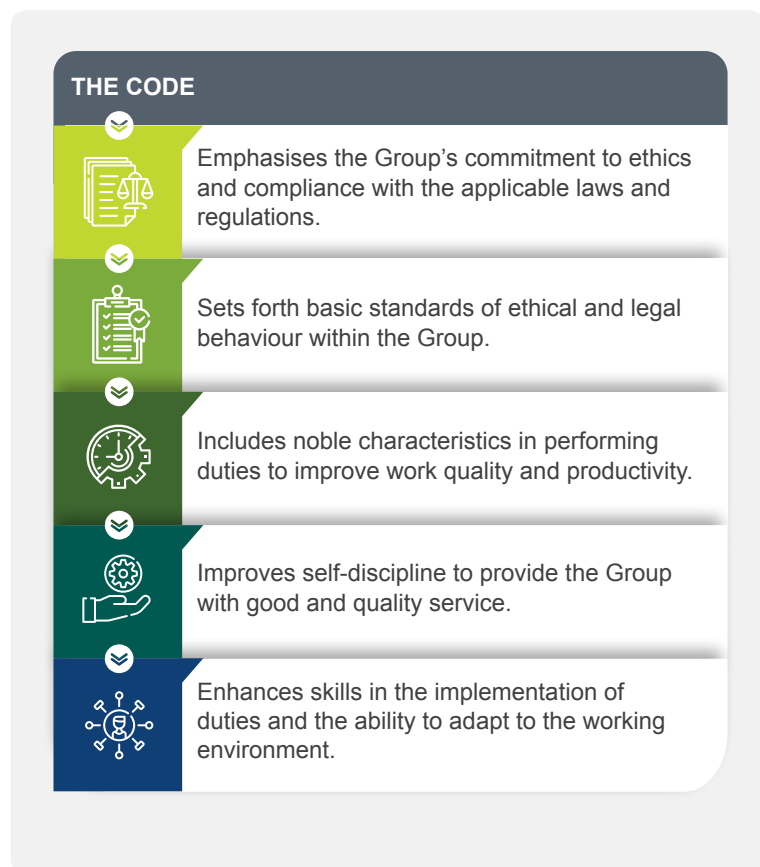 THE CODE
Emphasises the Group’s commitment to ethics
and compliance with the applicable laws and
regulations.
Sets forth basic standards of ethical and legal
behaviour within the Group.
Includes noble characteristics in performing
duties to improve work quality and productivity.
Improves self-discipline to provide the Group
with good and quality service.
Enhances skills in the implementation of
duties and the ability to adapt to the working
environment.